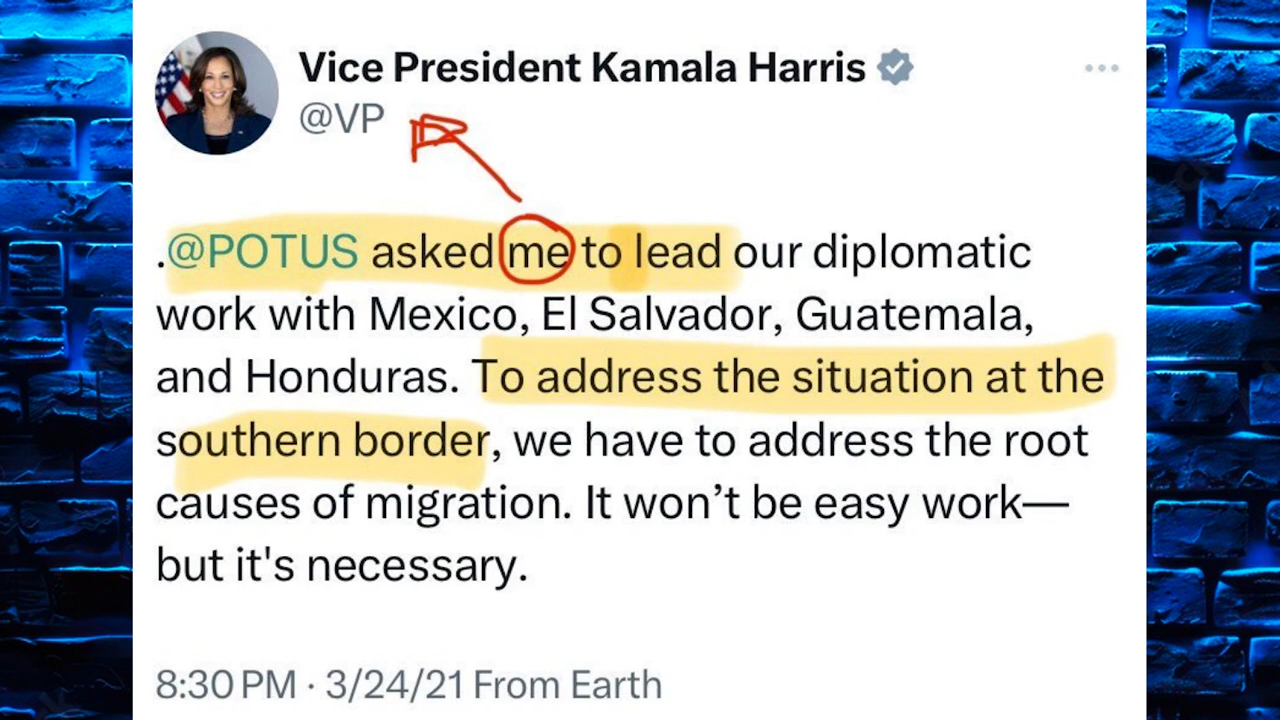 Vice President Kamala Harris
@VP
.@POTUS asked me to lead our diplomatic
work with Mexico, El Salvador, Guatemala,
and Honduras. To address the situation at the
southern border, we have to address the root
causes of migration. It won’t be easy work—
but it's necessary.
8:30 PM · 3/24/21 From Earth